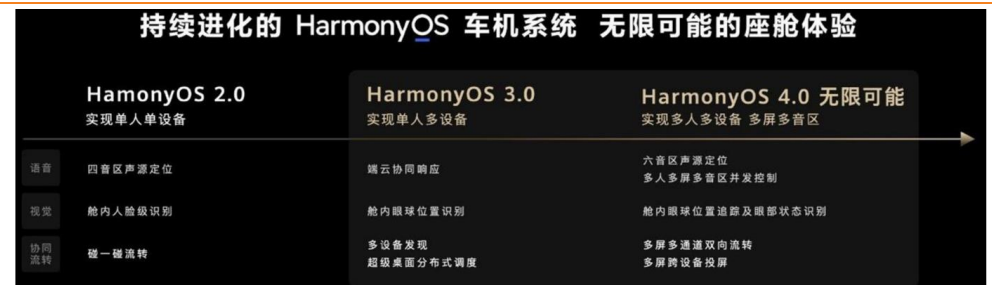 持续进化的 HarmonyOS 车机系统 无限可能的座舱体验
HamonyOS 2.0
实现单人单设备
HarmonyOS 3.0
实现单人多设备
HarmonyOS 4.0 无限可能
实现多人多设备 多屏多音区
语音
四音区声源定位
端云协同响应
六音区声源定位
多人多屏多音区并发控制
视觉
舱内人脸级识别
舱内眼球位置识别
舱内眼球位置追踪及眼部状态识别
协同
流转
碰一碰流转
多设备发现
超级桌面分布式调度
多屏多通道双向流转
多屏跨设备投屏